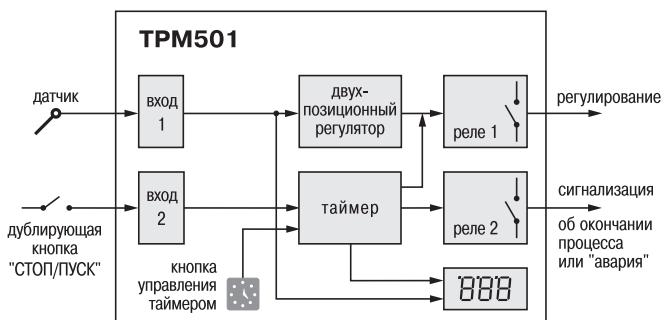 ТРМ501
датчик
вход
1
двух-
позиционный
регулятор
реле 1
регулирование
дублирующая
кнопка
"СТОП/ПУСК"
вход
2
таймер
реле 2
сигнализация
об окончании
процесса
или "авария"
кнопка
управления
таймером
888